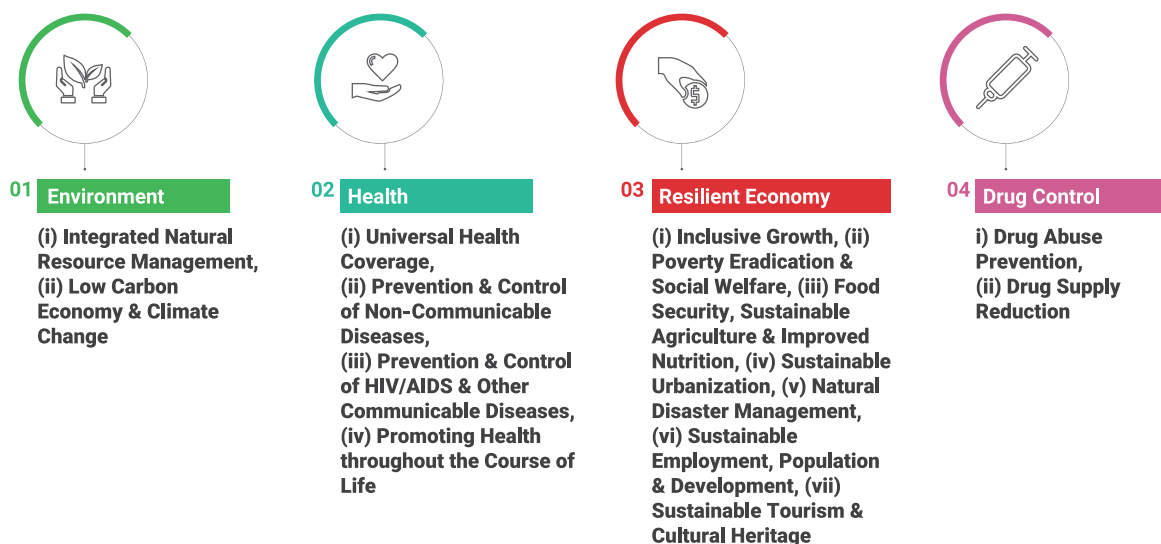 01 Environment
(i) Integrated Natural
Resource Management,
(ii) Low Carbon
Economy & Climate
Change
02 Health
(i) Universal Health
Coverage,
(ii) Prevention & Control
of Non-Communicable
Diseases,
(iii) Prevention & Control
of HIV/AIDS & Other
Communicable Diseases,
(iv) Promoting Health
throughout the Course of
Life
03 Resilient Economy
(i) Inclusive Growth, (ii)
Poverty Eradication &
Social Welfare, (iii) Food
Security, Sustainable
Agriculture & Improved
Nutrition, (iv) Sustainable
Urbanization, (v) Natural
Disaster Management,
(vi) Sustainable
Employment, Population
& Development, (vii)
Sustainable Tourism &
Cultural Heritage
04 Drug Control
i) Drug Abuse
Prevention,
(ii) Drug Supply
Reduction